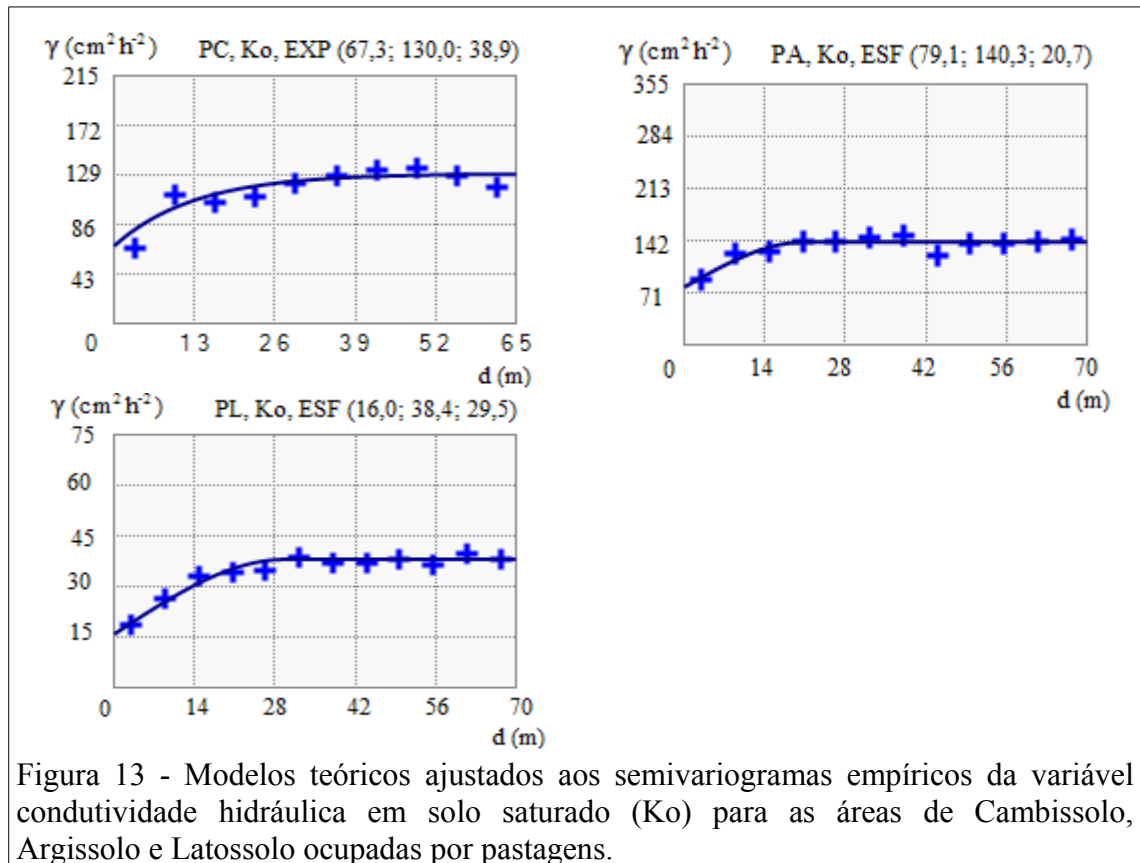 γ (cm²h⁻²) PC, Ko, EXP (67,3; 130,0; 38,9)
215
172
129
86
43
0 13 26 39 52 65
d (m)
γ (cm²h⁻²) PA, Ko, ESF (79,1; 140,3; 20,7)
355
284
213
142
71
0 14 28 42 56 70
d (m)
γ (cm²h⁻²) PL, Ko, ESF (16,0; 38,4; 29,5)
75
60
45
30
15
0 14 28 42 56 70
d (m)
Figura 13 - Modelos teóricos ajustados aos semivariogramas empíricos da variável
condutividade hidráulica em solo saturado (Ko) para as áreas de Cambissolo,
Argissolo e Latossolo ocupadas por pastagens.